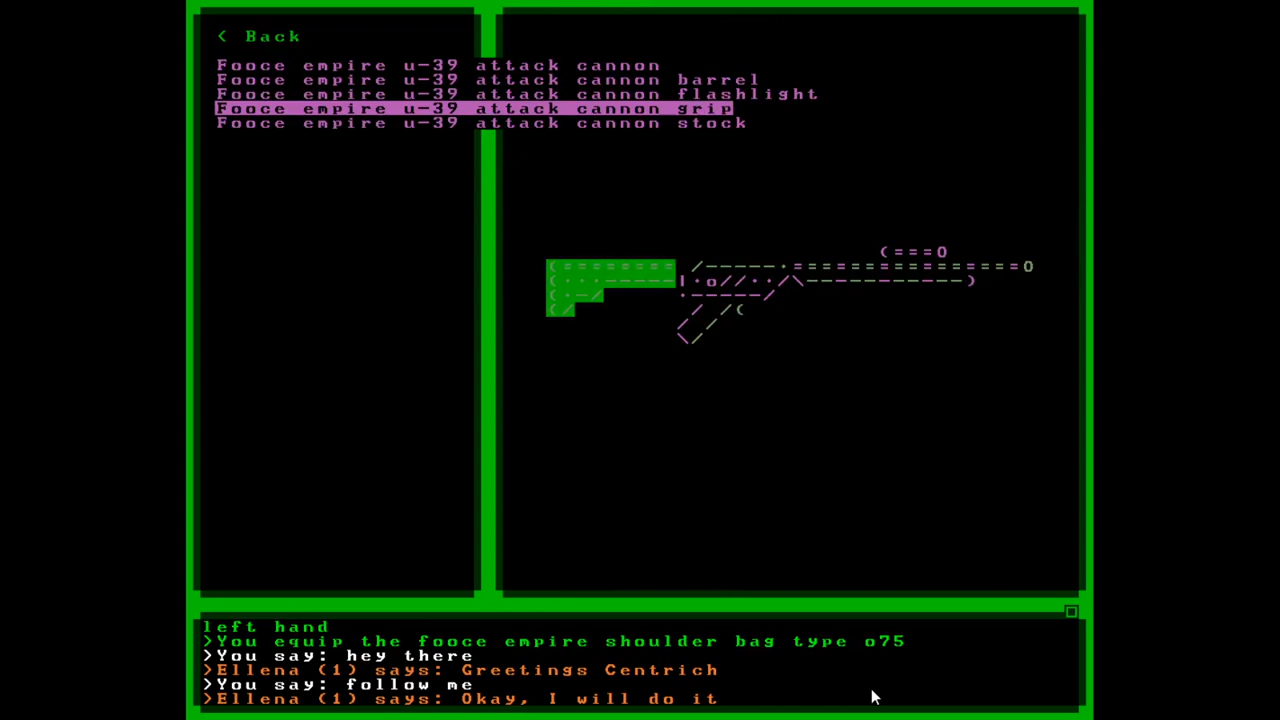 < Back
Fooce empire u-39 attack cannon
Fooce empire u-39 attack cannon barrel
Fooce empire u-39 attack cannon flashlight
Fooce empire u-39 attack cannon grip
Fooce empire u-39 attack cannon stock
left hand
>You equip the fooce empire shoulder bag type o75
>You say: hey there
>Ellena (1) says: Greetings Centrich
>You say: follow me
>Ellena (1) says: Okay, I will do it